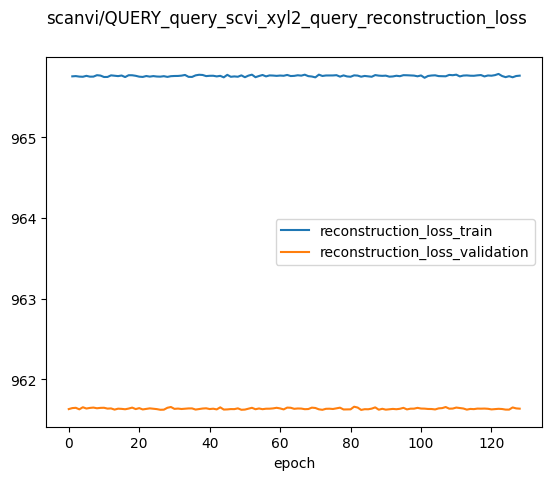 scanvi/QUERY_query_scvi_xyl2_query_reconstruction_loss
965
964
963
962
reconstruction_loss_train
reconstruction_loss_validation
0 20 40 60 80 100 120
epoch